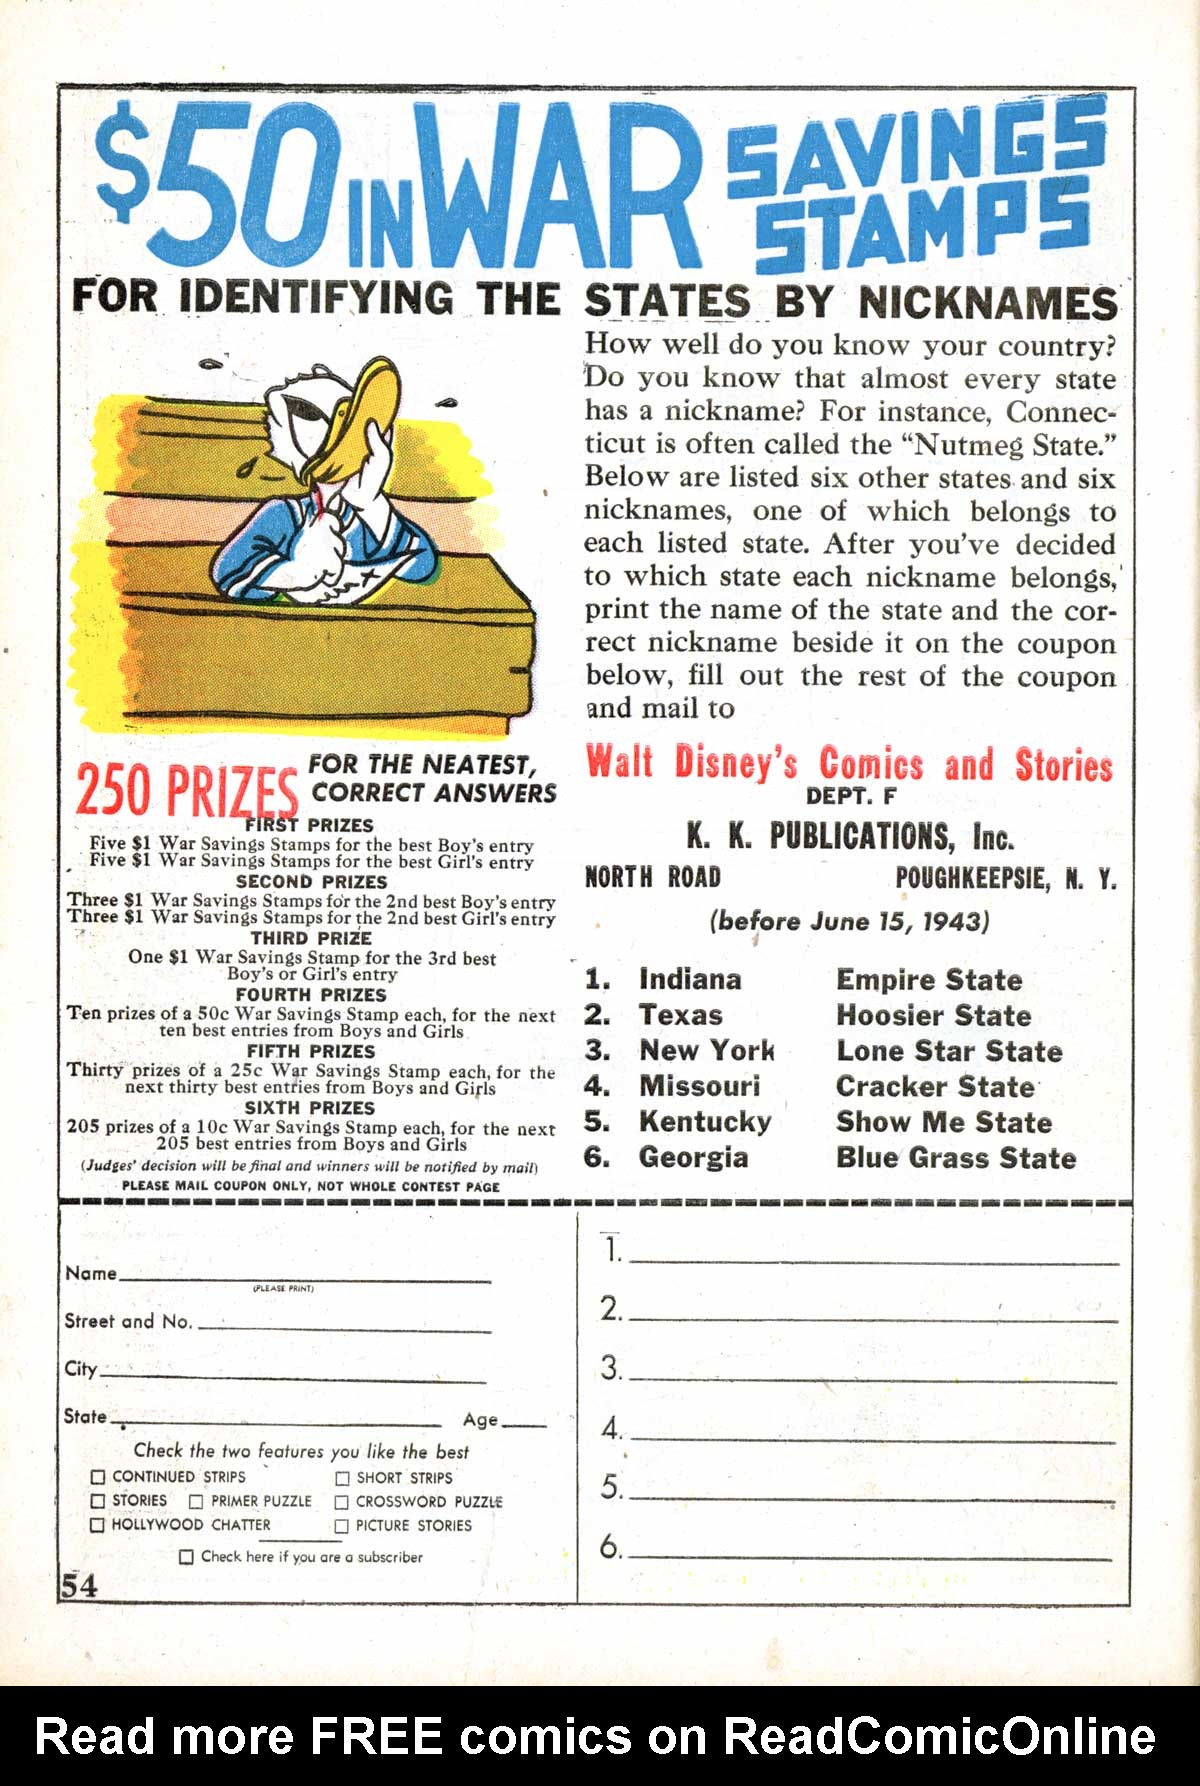 $50 IN WAR SAVINGS STAMPS
FOR IDENTIFYING THE STATES BY NICKNAMES
How well do you know your country?
Do you know that almost every state
has a nickname? For instance, Connec-
ticut is often called the “Nutmeg State.”
Below are listed six other states and six
nicknames, one of which belongs to
each listed state. After you've decided
to which state each nickname belongs,
print the name of the state and the cor-
rect nickname beside it on the coupon
below, fill out the rest of the coupon
and mail to
Walt Disney's Comics and Stories
DEPT. F
K. K. PUBLICATIONS, Inc.
NORTH ROAD POUGHKEEPSIE, N. Y.
(before June 15, 1943)
1. Indiana Empire State
2. Texas Hoosier State
3. New York Lone Star State
4. Missouri Cracker State
5. Kentucky Show Me State
6. Georgia Blue Grass State
250 PRIZES FOR THE NEATEST,
CORRECT ANSWERS
FIRST PRIZES
Five $1 War Savings Stamps for the best Boy's entry
Five $1 War Savings Stamps for the best Girl's entry
SECOND PRIZES
Three $1 War Savings Stamps for the 2nd best Boy's entry
Three $1 War Savings Stamps for the 2nd best Girl's entry
THIRD PRIZE
One $1 War Savings Stamp for the 3rd best
Boy's or Girl's entry
FOURTH PRIZES
Ten prizes of a 50c War Savings Stamp each, for the next
ten best entries from Boys and Girls
FIFTH PRIZES
Thirty prizes of a 25c War Savings Stamp each, for the
next thirty best entries from Boys and Girls
SIXTH PRIZES
205 prizes of a 10c War Savings Stamp each, for the next
205 best entries from Boys and Girls
(Judges' decision will be final and winners will be notified by mail)
PLEASE MAIL COUPON ONLY, NOT WHOLE CONTEST PAGE
Name
(PLEASE PRINT)
Street and No.
City
State Age
Check the two features you like the best
CONTINUED STRIPS SHORT STRIPS
STORIES PRIMER PUZZLE CROSSWORD PUZZLE
HOLLYWOOD CHATTER PICTURE STORIES
Check here if you are a subscriber
54
1.
2.
3.
4.
5.
6.
Read more FREE comics on ReadComicOnline